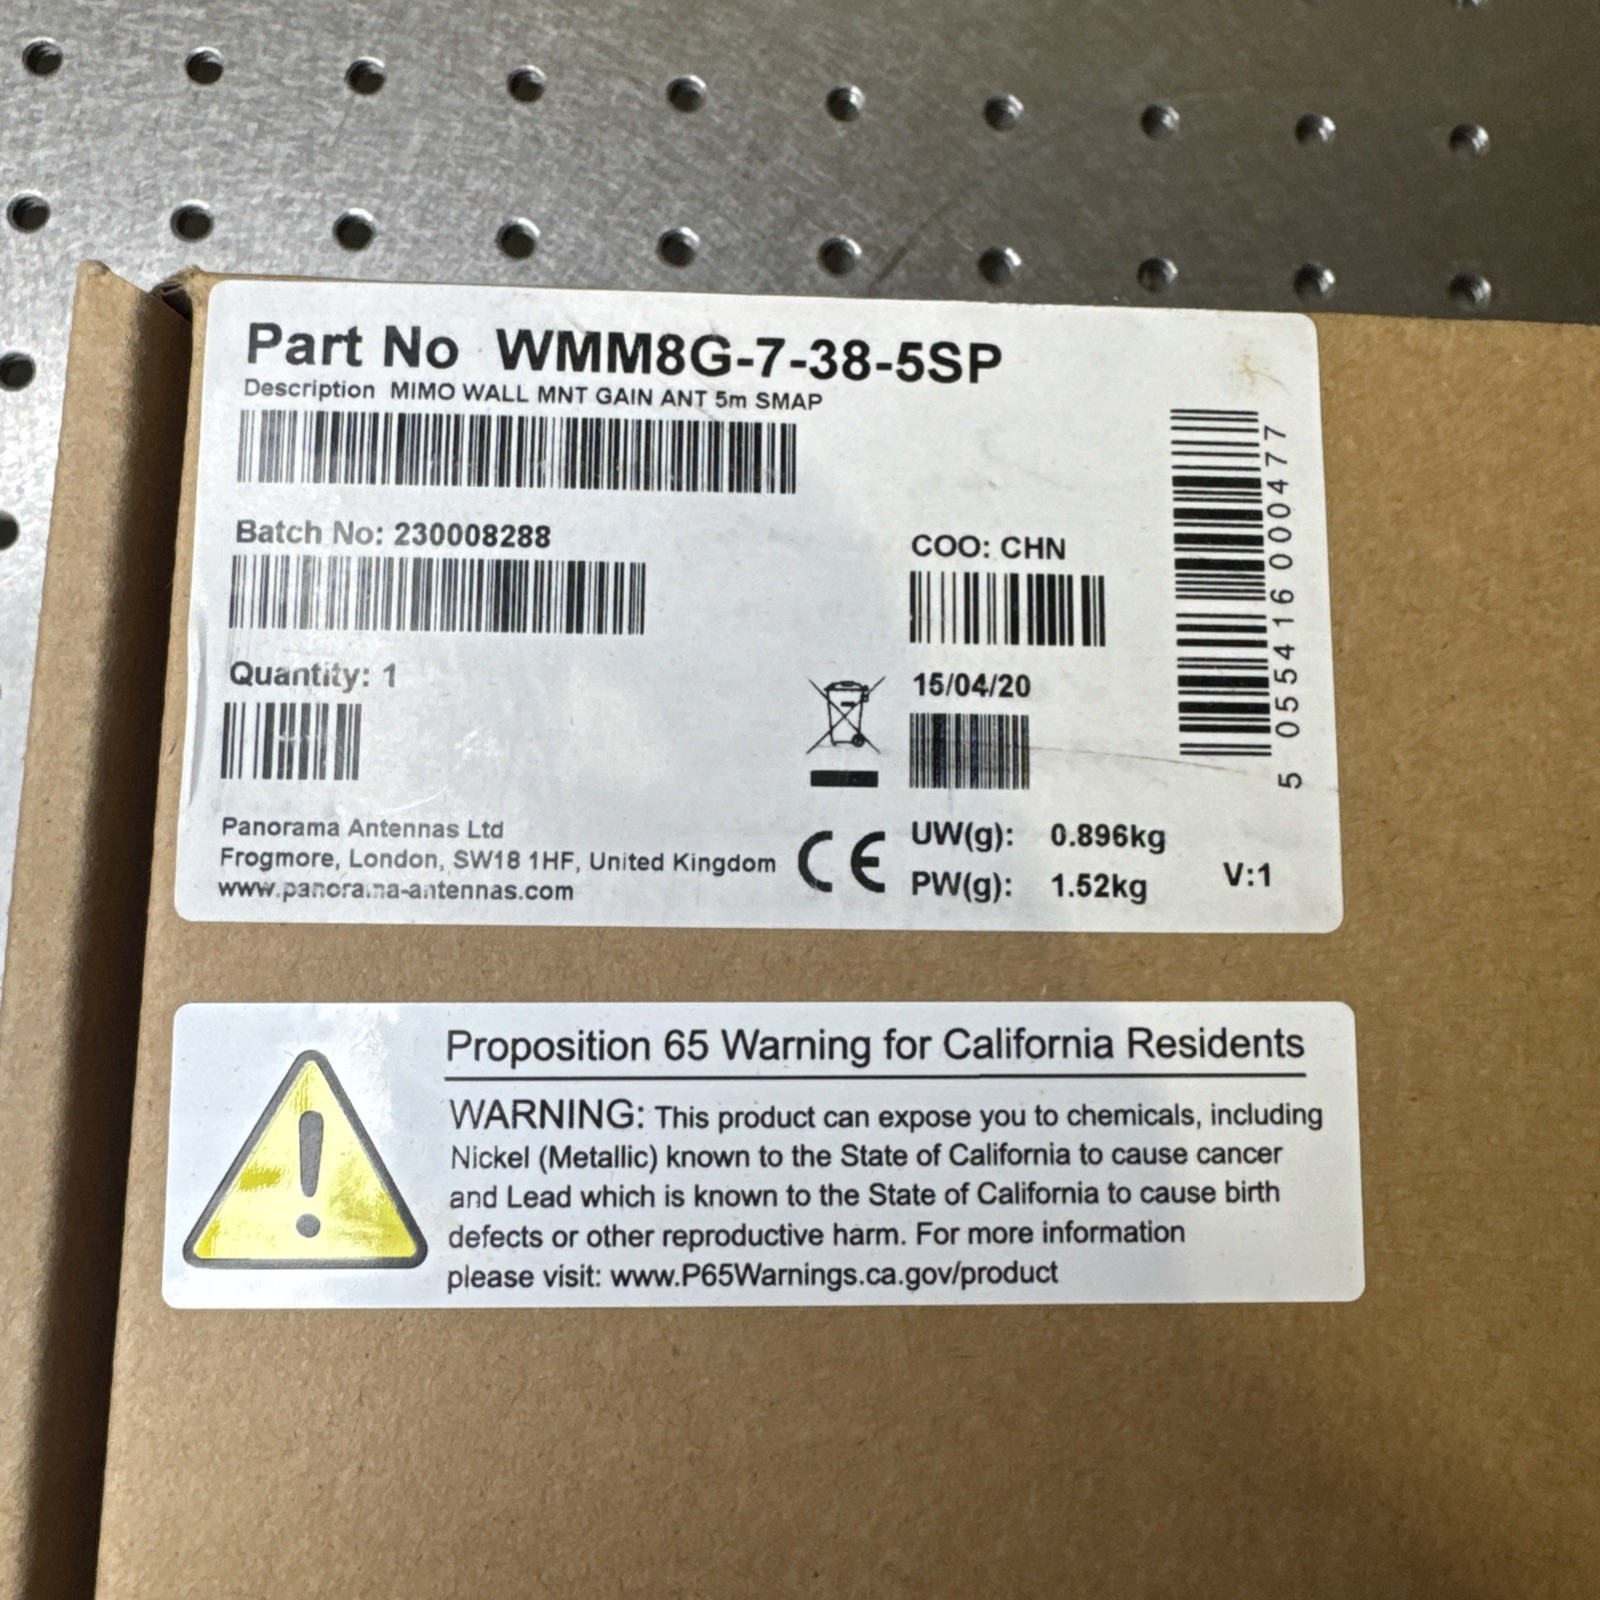 Part No WMM8G-7-38-5SP
Description MIMO WALL MNT GAIN ANT 5m SMAP
Batch No: 230008288
COO: CHN
Quantity: 1
15/04/20
5 055416 000477
Panorama Antennas Ltd
Frogmore, London, SW18 1HF, United Kingdom
www.panorama-antennas.com
CE
UW(g): 0.896kg
PW(g): 1.52kg
V:1
Proposition 65 Warning for California Residents
WARNING: This product can expose you to chemicals, including
Nickel (Metallic) known to the State of California to cause cancer
and Lead which is known to the State of California to cause birth
defects or other reproductive harm. For more information
please visit: www.P65Warnings.ca.gov/product